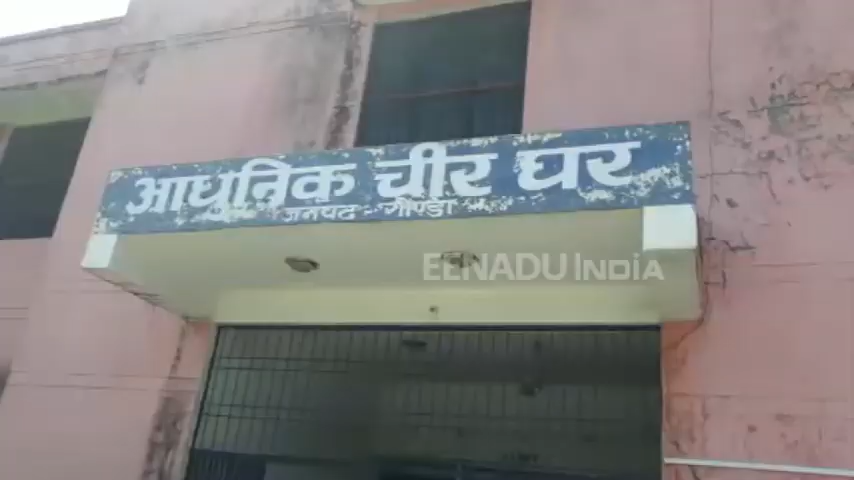 आधुनिक चीर घर
जनपद - गोण्डा
EENADU INDIA